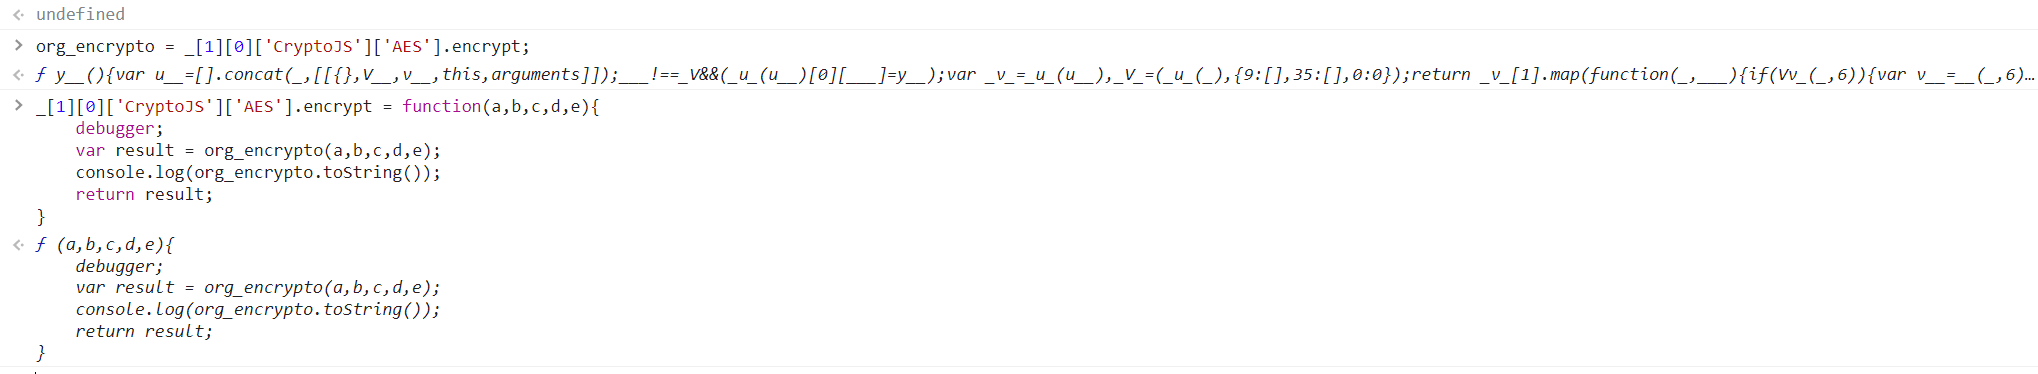 undefined
org_encrypto = _[1][0]['CryptoJS']['AES'].encrypt;
ƒ y__(){var u__=[].concat(_,[[{},V__,v__,this,arguments]]);___!==_V&&(_u_(u__)[0][___]=y__);var _v_=_u_(u__),_V_=(_u_(_),{9:[],35:[],0:0});return _v_[1].map(function(_,___){if(Vv_(_,6)){var v__=__(_,6)…
_[1][0]['CryptoJS']['AES'].encrypt = function(a,b,c,d,e){
    debugger;
    var result = org_encrypto(a,b,c,d,e);
    console.log(org_encrypto.toString());
    return result;
}
ƒ (a,b,c,d,e){
    debugger;
    var result = org_encrypto(a,b,c,d,e);
    console.log(org_encrypto.toString());
    return result;
}